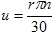 u = rπn/30